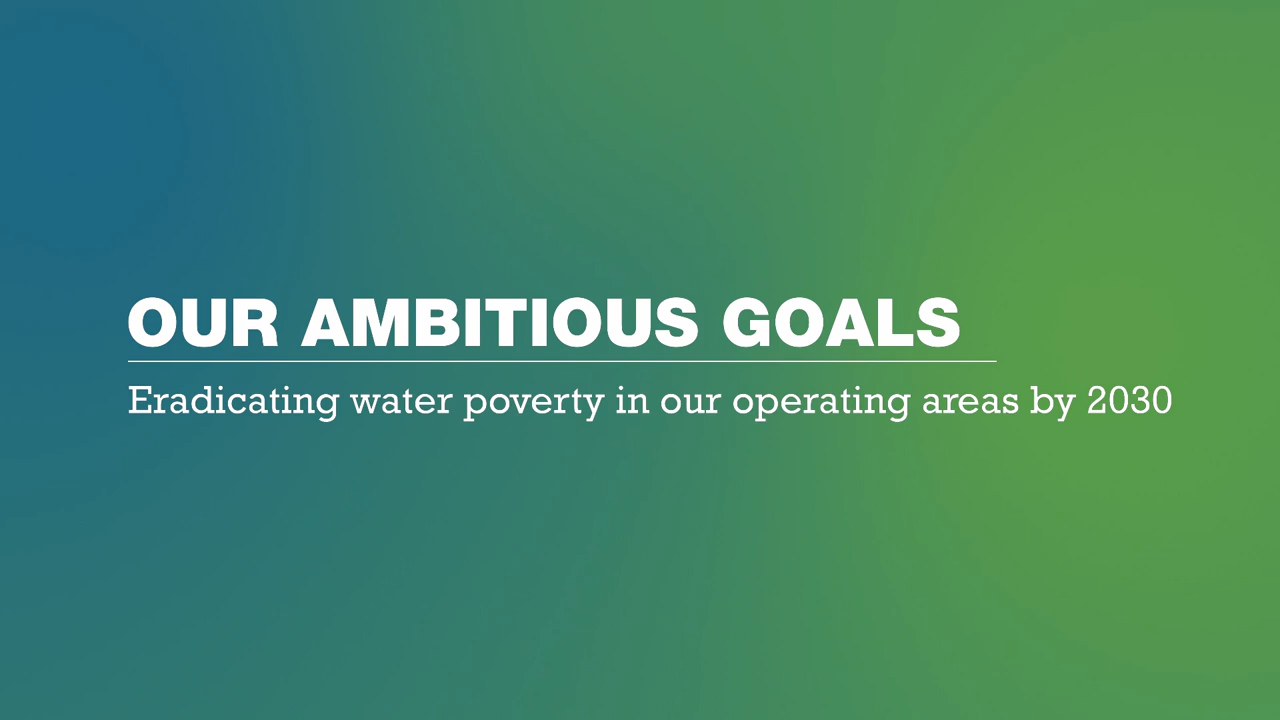 OUR AMBITIOUS GOALS
Eradicating water poverty in our operating areas by 2030